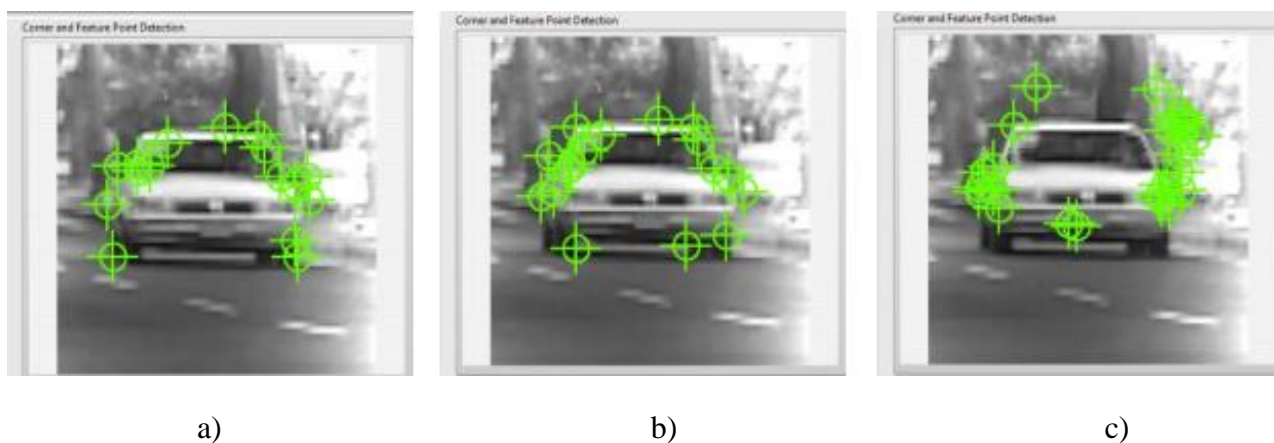 Corner and Feature Point Detection
Corner and Feature Point Detection
Corner and Feature Point Detection
a)
b)
c)